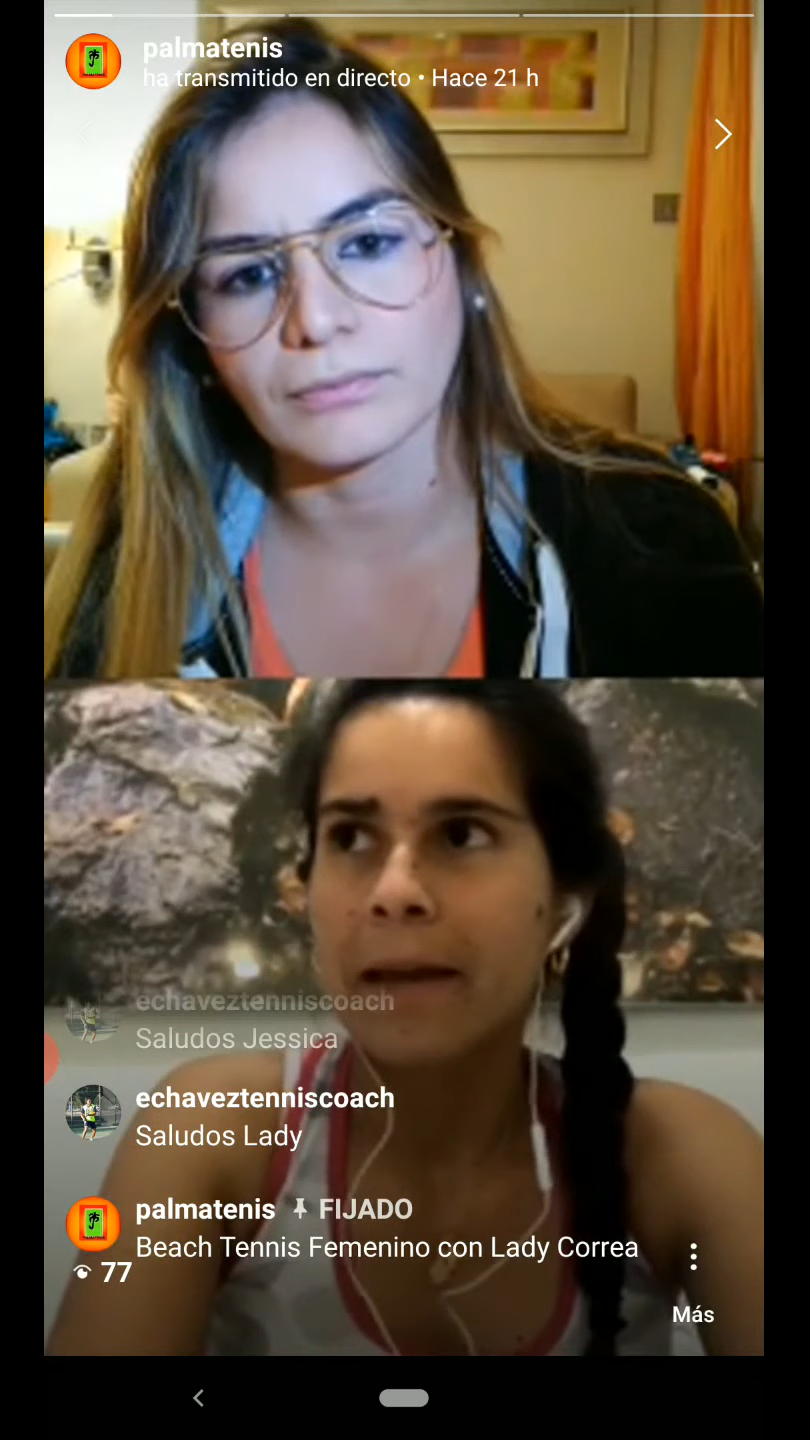 palmatenis
ha transmitido en directo • Hace 21 h
echaveztenniscoach
Saludos Jessica
echaveztenniscoach
Saludos Lady
palmatenis FIJADO
Beach Tennis Femenino con Lady Correa
77
Más